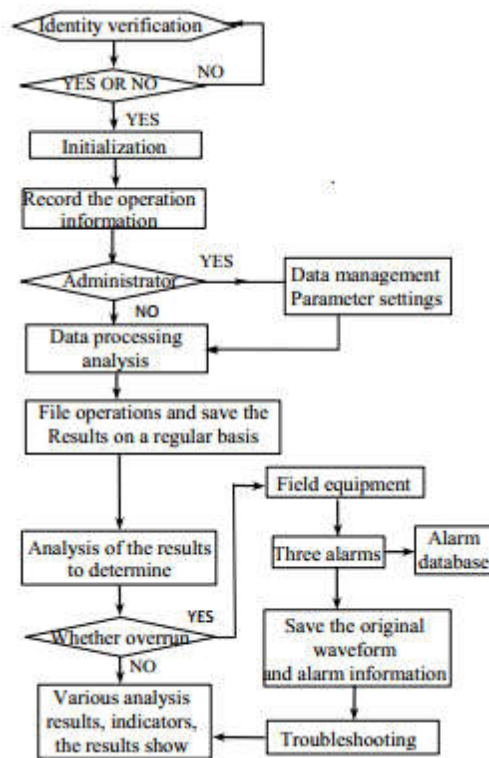 Identity verification
NO
YES OR NO
YES
Initialization
Record the operation
information
YES
Administrator
Data management
Parameter settings
NO
Data processing
analysis
File operations and save the
Results on a regular basis
Field equipment
Analysis of the results
to determine
Three alarms
Alarm
database
YES
Whether overrun
Save the original
waveform
and alarm information
NO
Various analysis
results, indicators,
the results show
Troubleshooting